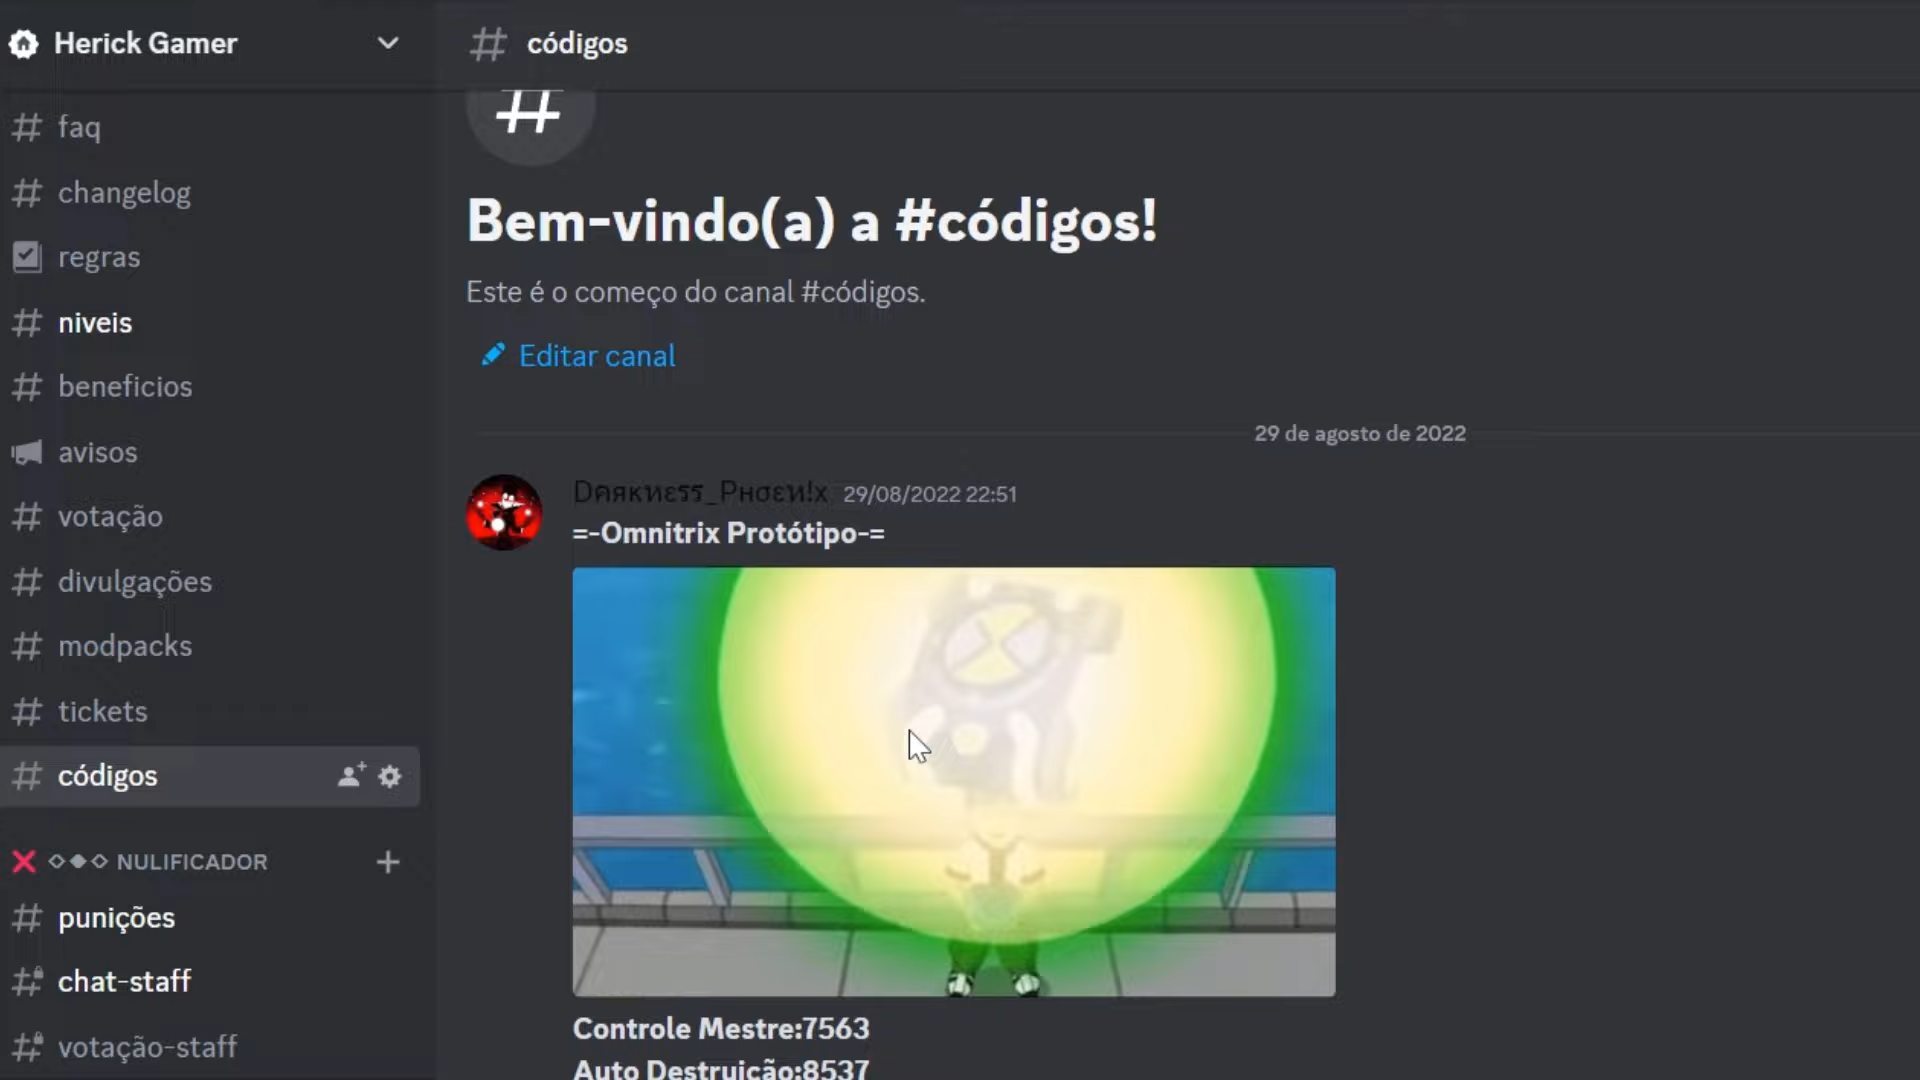 Herick Gamer
# códigos
# faq
# changelog
regras
# niveis
# beneficios
avisos
# votação
# divulgações
# modpacks
# tickets
# códigos
NULIFICADOR
# punições
# chat-staff
# votação-staff
#
Bem-vindo(a) a #códigos!
Este é o começo do canal #códigos.
Editar canal
29 de agosto de 2022
29/08/2022 22:51
=-Omnitrix Protótipo-=
Controle Mestre:7563
Auto Destruição:8537